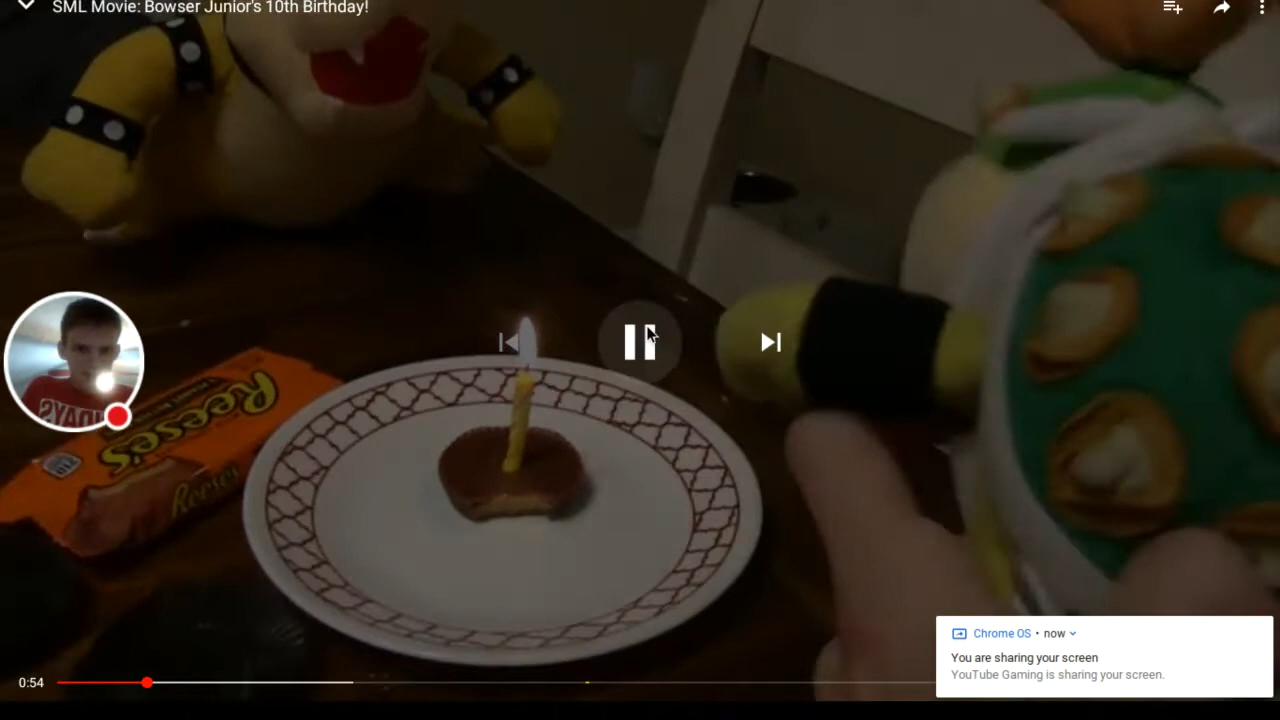 SML Movie: Bowser Junior's 10th Birthday!
Reese's
Reese's
0:54
Chrome OS • now
You are sharing your screen
YouTube Gaming is sharing your screen.